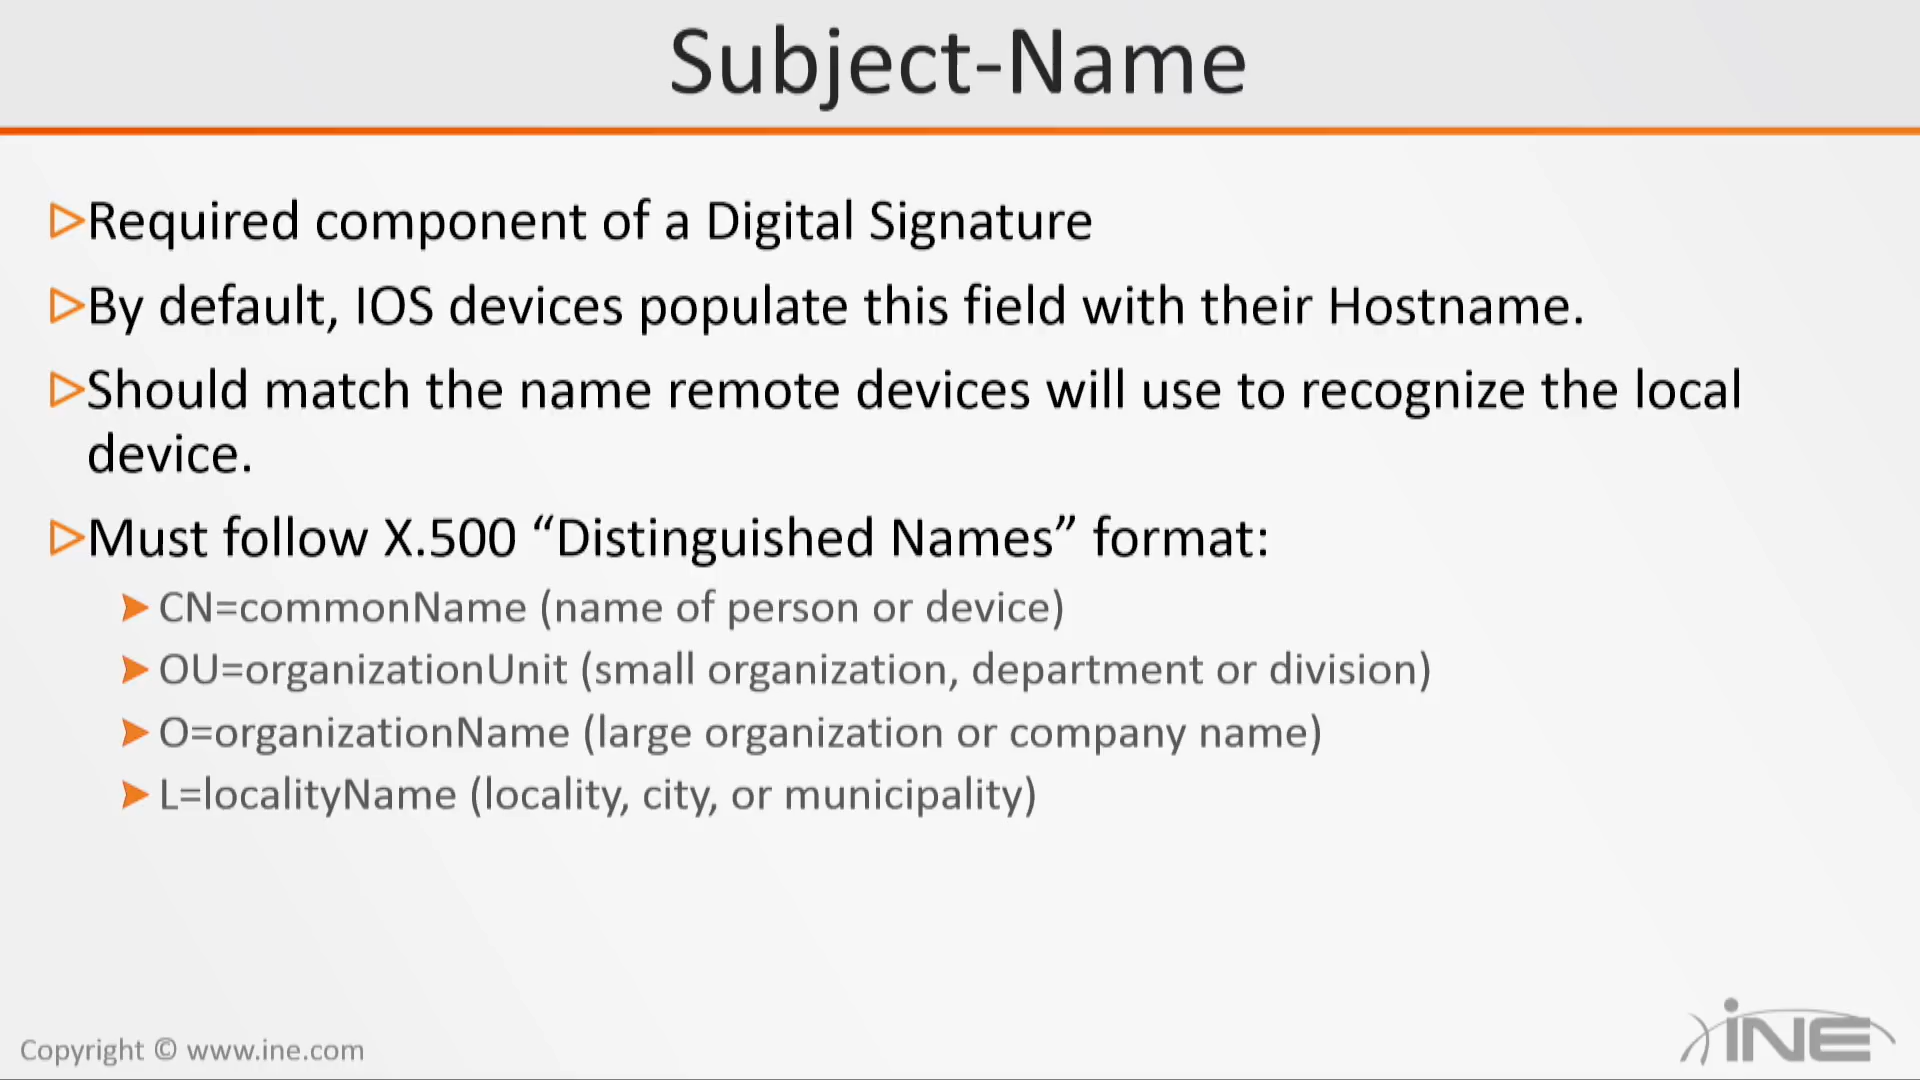 Subject-Name
Required component of a Digital Signature
By default, IOS devices populate this field with their Hostname.
Should match the name remote devices will use to recognize the local
device.
Must follow X.500 “Distinguished Names” format:
CN=commonName (name of person or device)
OU=organizationUnit (small organization, department or division)
O=organizationName (large organization or company name)
L=localityName (locality, city, or municipality)
Copyright © www.ine.com
iNE